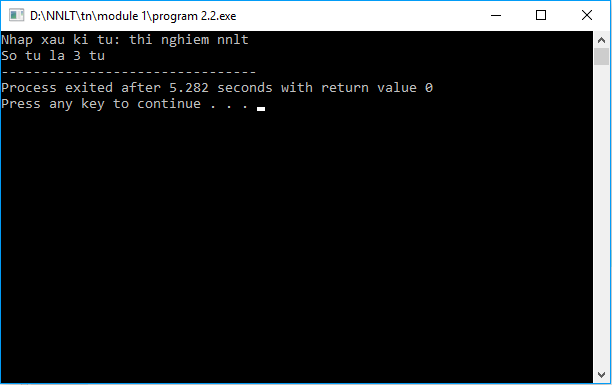 D:\NNLT\tn\module 1\program 2.2.exe
Nhap xau ki tu: thi nghiem nnlt
So tu la 3 tu
--------------------------------
Process exited after 5.282 seconds with return value 0
Press any key to continue . . .